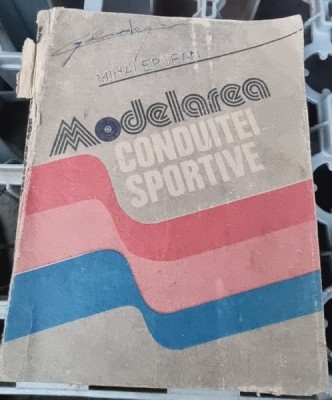 MIHAI EPURAN
Modelarea
CONDUITEI
SPORTIVE